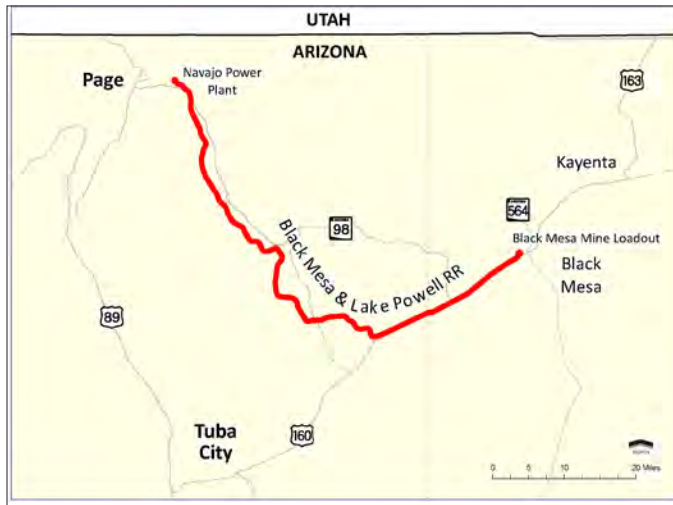 UTAH
ARIZONA
Page
Navajo Power
Plant
163
Kayenta
564
98
Black Mesa Mine Loadout
Black
Mesa
Black Mesa & Lake Powell RR
89
Tuba
City
160
0 5 10 20 Miles